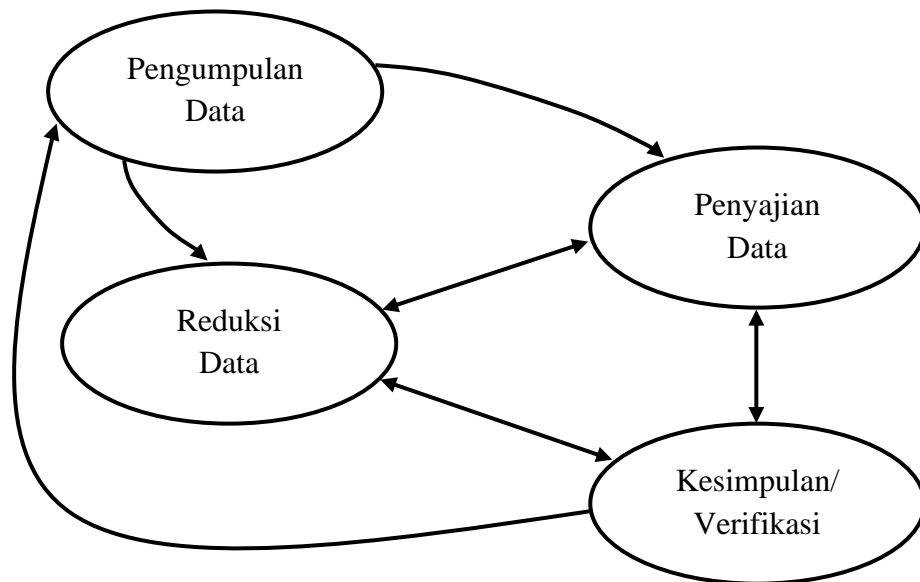 Pengumpulan
Data
Penyajian
Data
Reduksi
Data
Kesimpulan/
Verifikasi